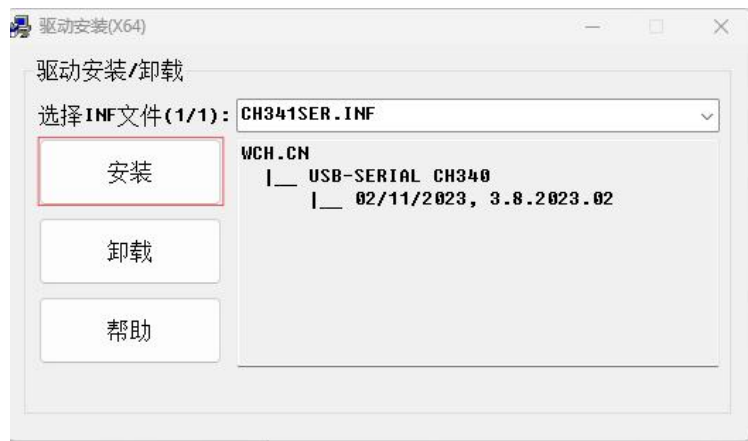 驱动安装(X64)
驱动安装/卸载
选择INF文件(1/1): CH341SER.INF
安装
卸载
帮助
WCH.CN
|__ USB-SERIAL CH340
|__ 02/11/2023, 3.8.2023.02